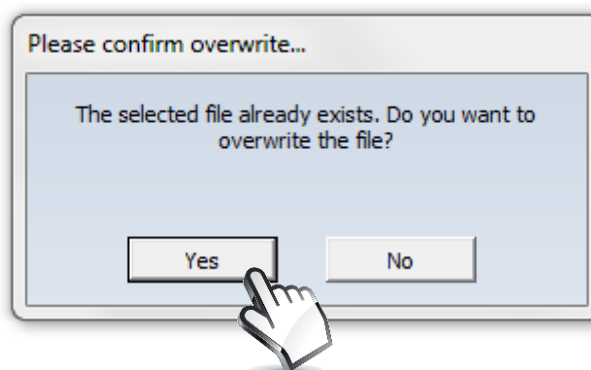 Please confirm overwrite...
The selected file already exists. Do you want to
overwrite the file?
Yes
No